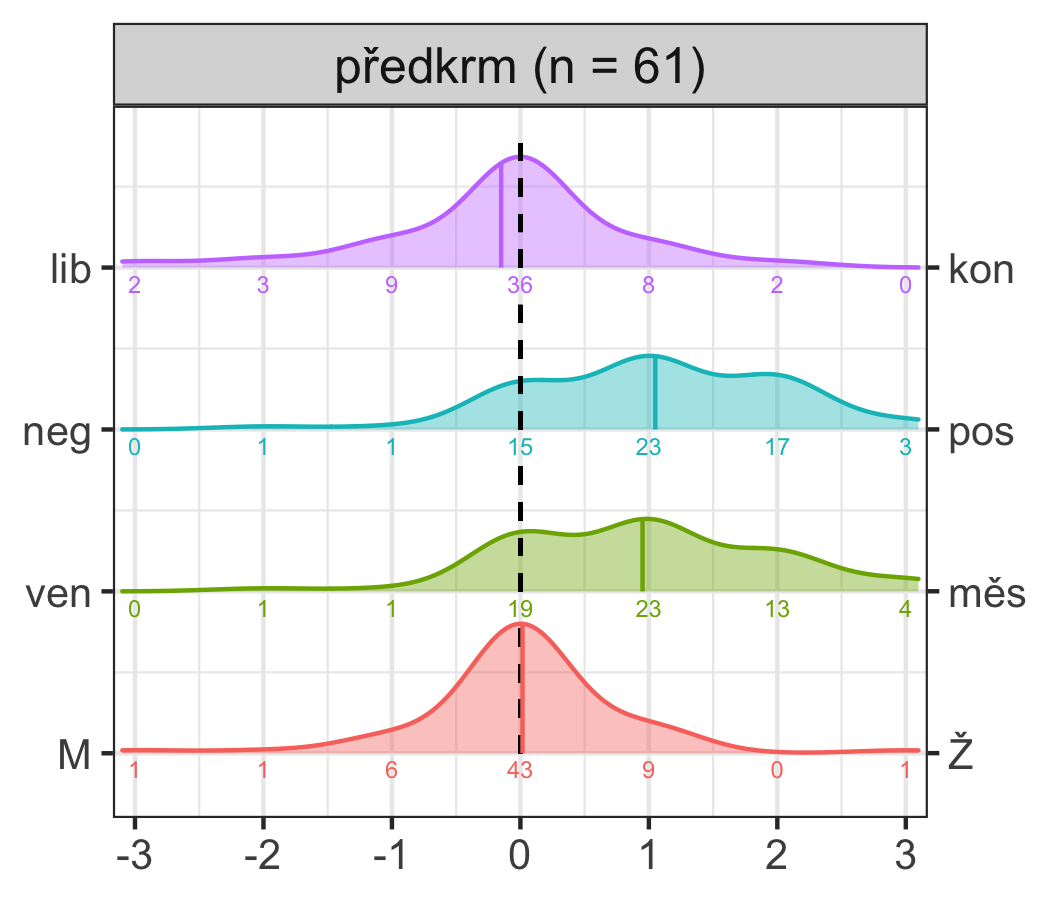 předkrm (n = 61)
lib kon
2 3 9 36 8 2 0
neg pos
0 1 1 15 23 17 3
ven měs
0 1 1 19 23 13 4
M Ž
1 1 6 43 9 0 1
-3 -2 -1 0 1 2 3